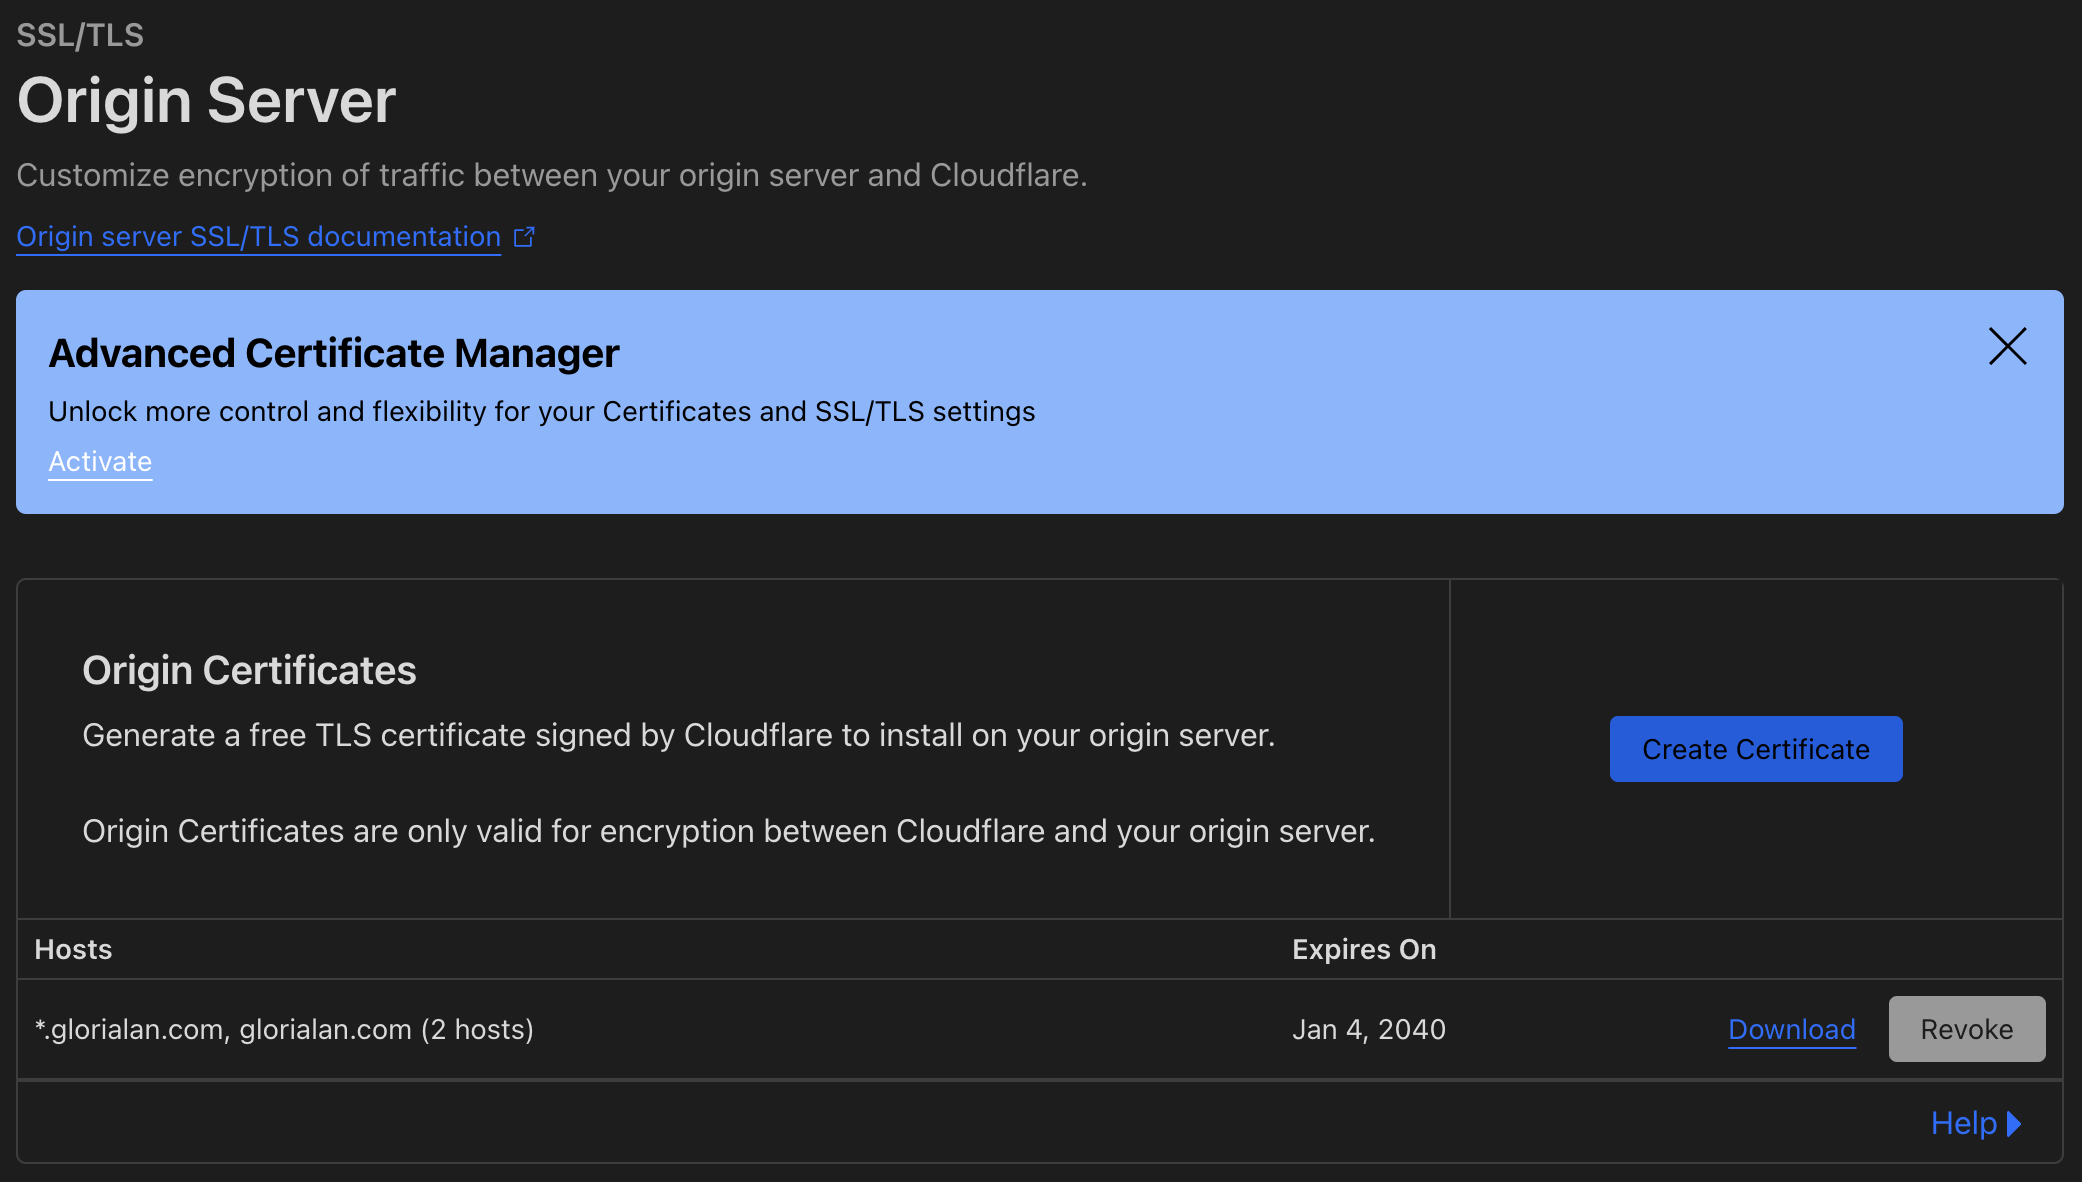 SSL/TLS
Origin Server
Customize encryption of traffic between your origin server and Cloudflare.
Origin server SSL/TLS documentation
Advanced Certificate Manager
Unlock more control and flexibility for your Certificates and SSL/TLS settings
Activate
Origin Certificates
Generate a free TLS certificate signed by Cloudflare to install on your origin server.
Origin Certificates are only valid for encryption between Cloudflare and your origin server.
Create Certificate
Hosts Expires On
*.glorialan.com, glorialan.com (2 hosts) Jan 4, 2040 Download Revoke
Help